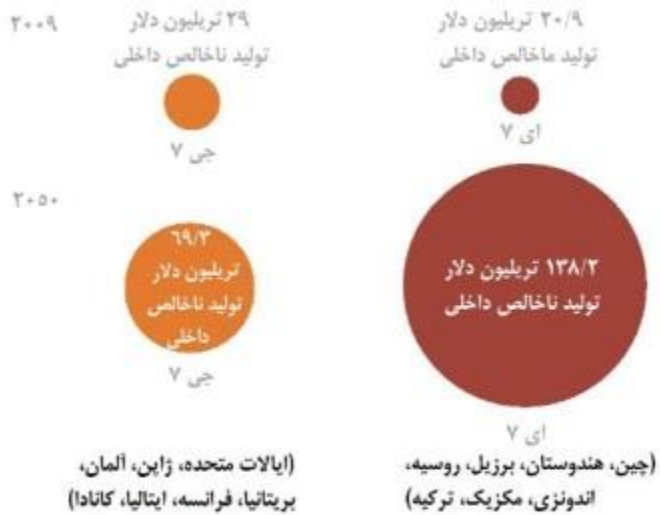 ۲۰۰۹
۲۰/۹ تریلیون دلار
تولید ماخالص داخلی
ای ۷
۲۹ تریلیون دلار
تولید ناخالص داخلی
جی ۷
۲۰۵۰
۱۳۸/۲ تریلیون دلار
تولید ناخالص داخلی
ای ۷
۶۹/۳
تریلیون دلار
تولید ناخالص
داخلی
جی ۷
(چین، هندوستان، برزیل، روسیه،
اندونزی، مکزیک، ترکیه)
(ایالات متحده، ژاپن، آلمان،
بریتانیا، فرانسه، ایتالیا، کانادا)